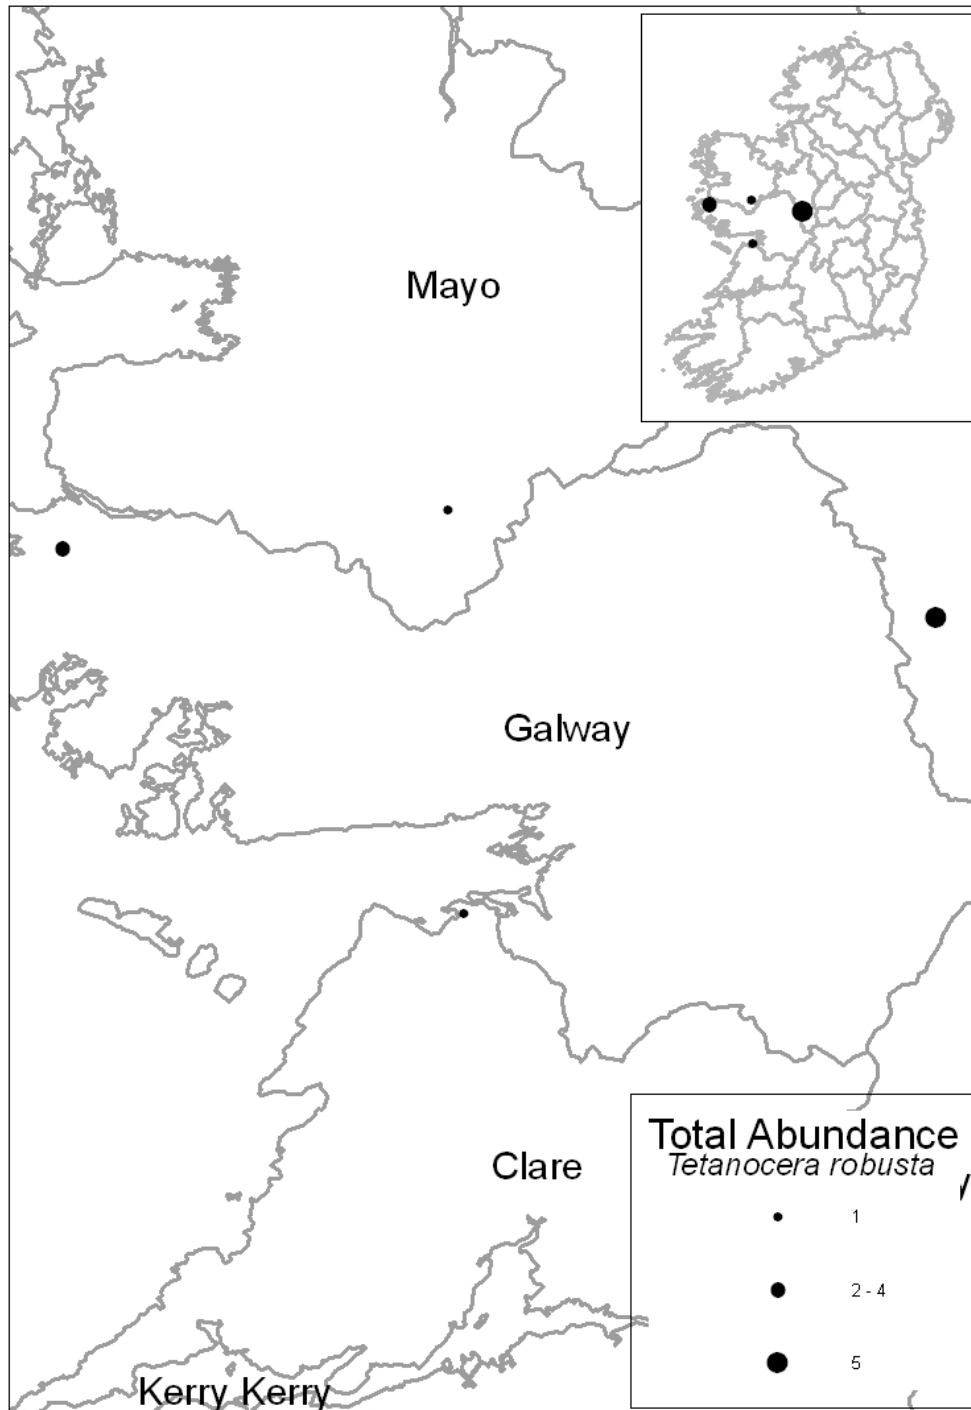 Mayo
Galway
Clare
Total Abundance
Tetanocera robusta
1
2 - 4
5
Kerry Kerry